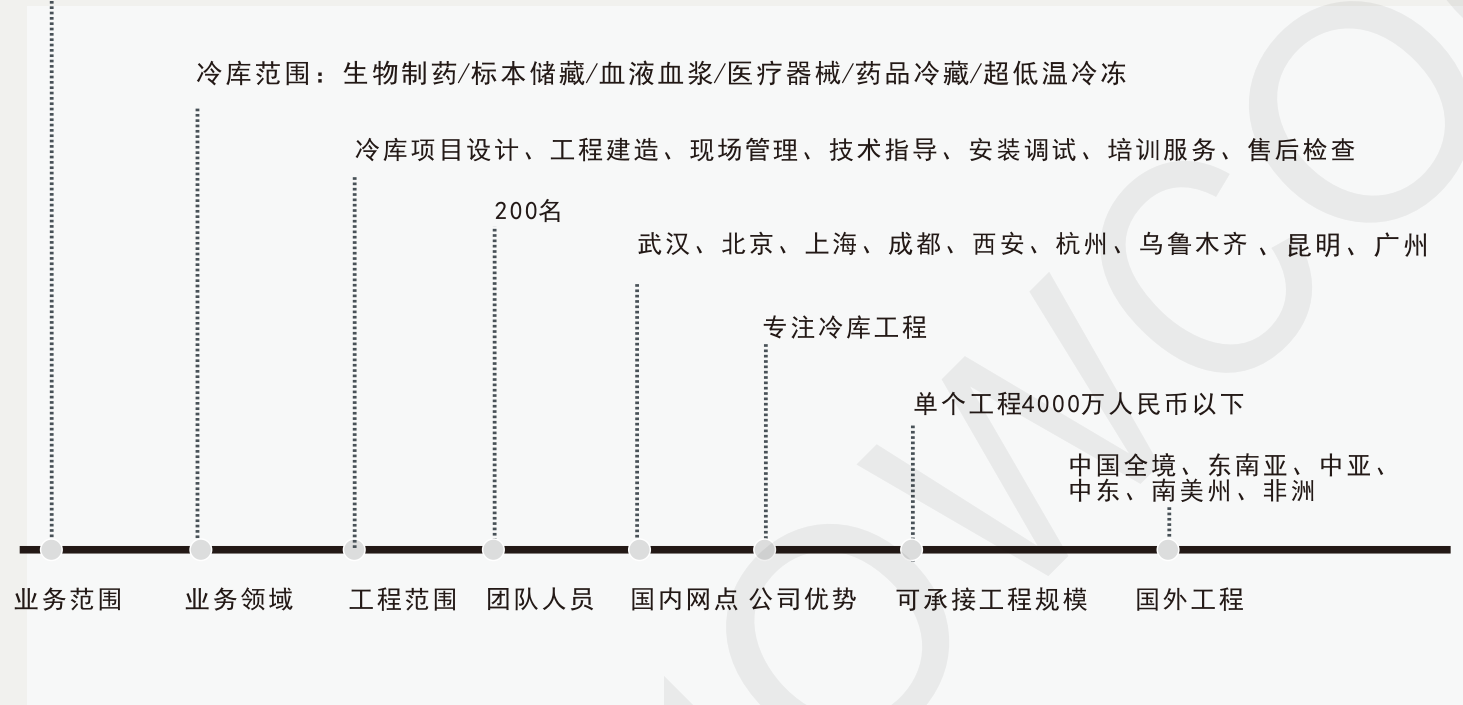 冷库范围：生物制药/标本储藏/血液血浆/医疗器械/药品冷藏/超低温冷冻
冷库项目设计、工程建造、现场管理、技术指导、安装调试、培训服务、售后检查
200名
武汉、北京、上海、成都、西安、杭州、乌鲁木齐、昆明、广州
专注冷库工程
单个工程4000万人民币以下
中国全境、东南亚、中亚、
中东、南美州、非洲
业务范围 业务领域 工程范围 团队人员 国内网点 公司优势 可承接工程规模 国外工程